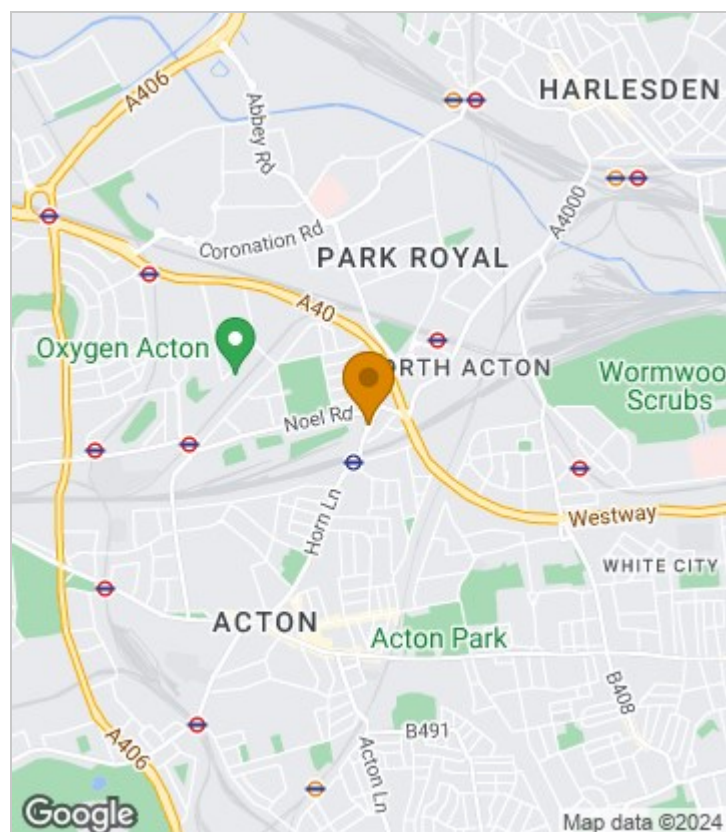 A406
HARLESDEN
Abbey Rd
A4000
Coronation Rd
PARK ROYAL
A40
Oxygen Acton
ORTH ACTON
Wormwoo
Scrubs
Noel Rd
Horn Ln
Westway
WHITE CITY
ACTON
Acton Park
B408
B491
A406
Acton Ln
Google
Map data ©2024